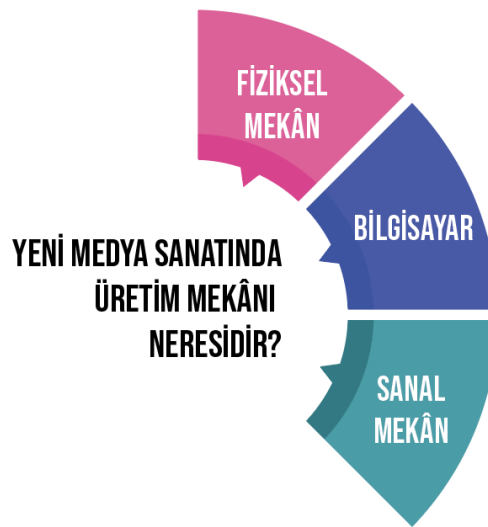 YENİ MEDYA SANATINDA
ÜRETİM MEKÂNI
NERESİDİR?
FİZİKSEL
MEKÂN
BİLGİSAYAR
SANAL
MEKÂN